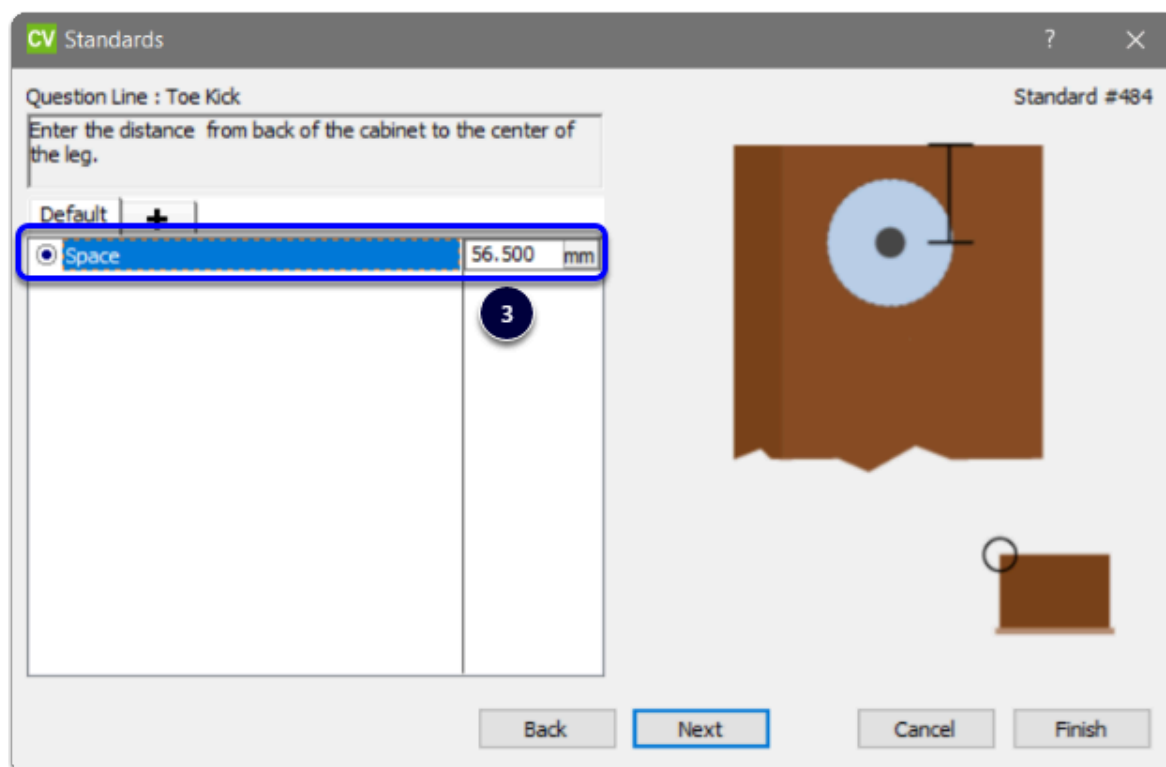 CV Standards ? ×
Question Line : Toe Kick
Standard #484
Enter the distance from back of the cabinet to the center of
the leg.
Default +
Space 56.500 mm
3
Back Next Cancel Finish